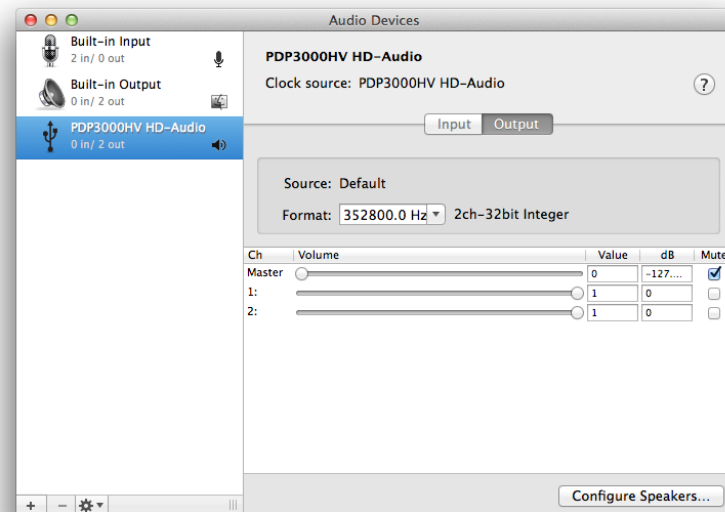 Audio Devices
Built-in Input
2 in/ 0 out
Built-in Output
0 in/ 2 out
PDP3000HV HD-Audio
0 in/ 2 out
PDP3000HV HD-Audio
Clock source: PDP3000HV HD-Audio
?
Input Output
Source: Default
Format: 352800.0 Hz 2ch-32bit Integer
Ch Volume Value dB Mute
Master 0 -127....
1: 1 0
2: 1 0
Configure Speakers...